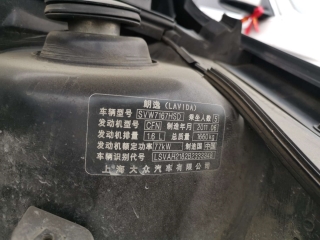 朗逸(LAVIDA)
车辆型号 SVW7167HSD 乘坐人数 5
发动机型号 CFN 制造年月 2011 06
发动机排量 1.6 L 总质量 1660kg
发动机额定功率 77kW 制造国 中国
车辆识别代号
上海大众汽车有限公司